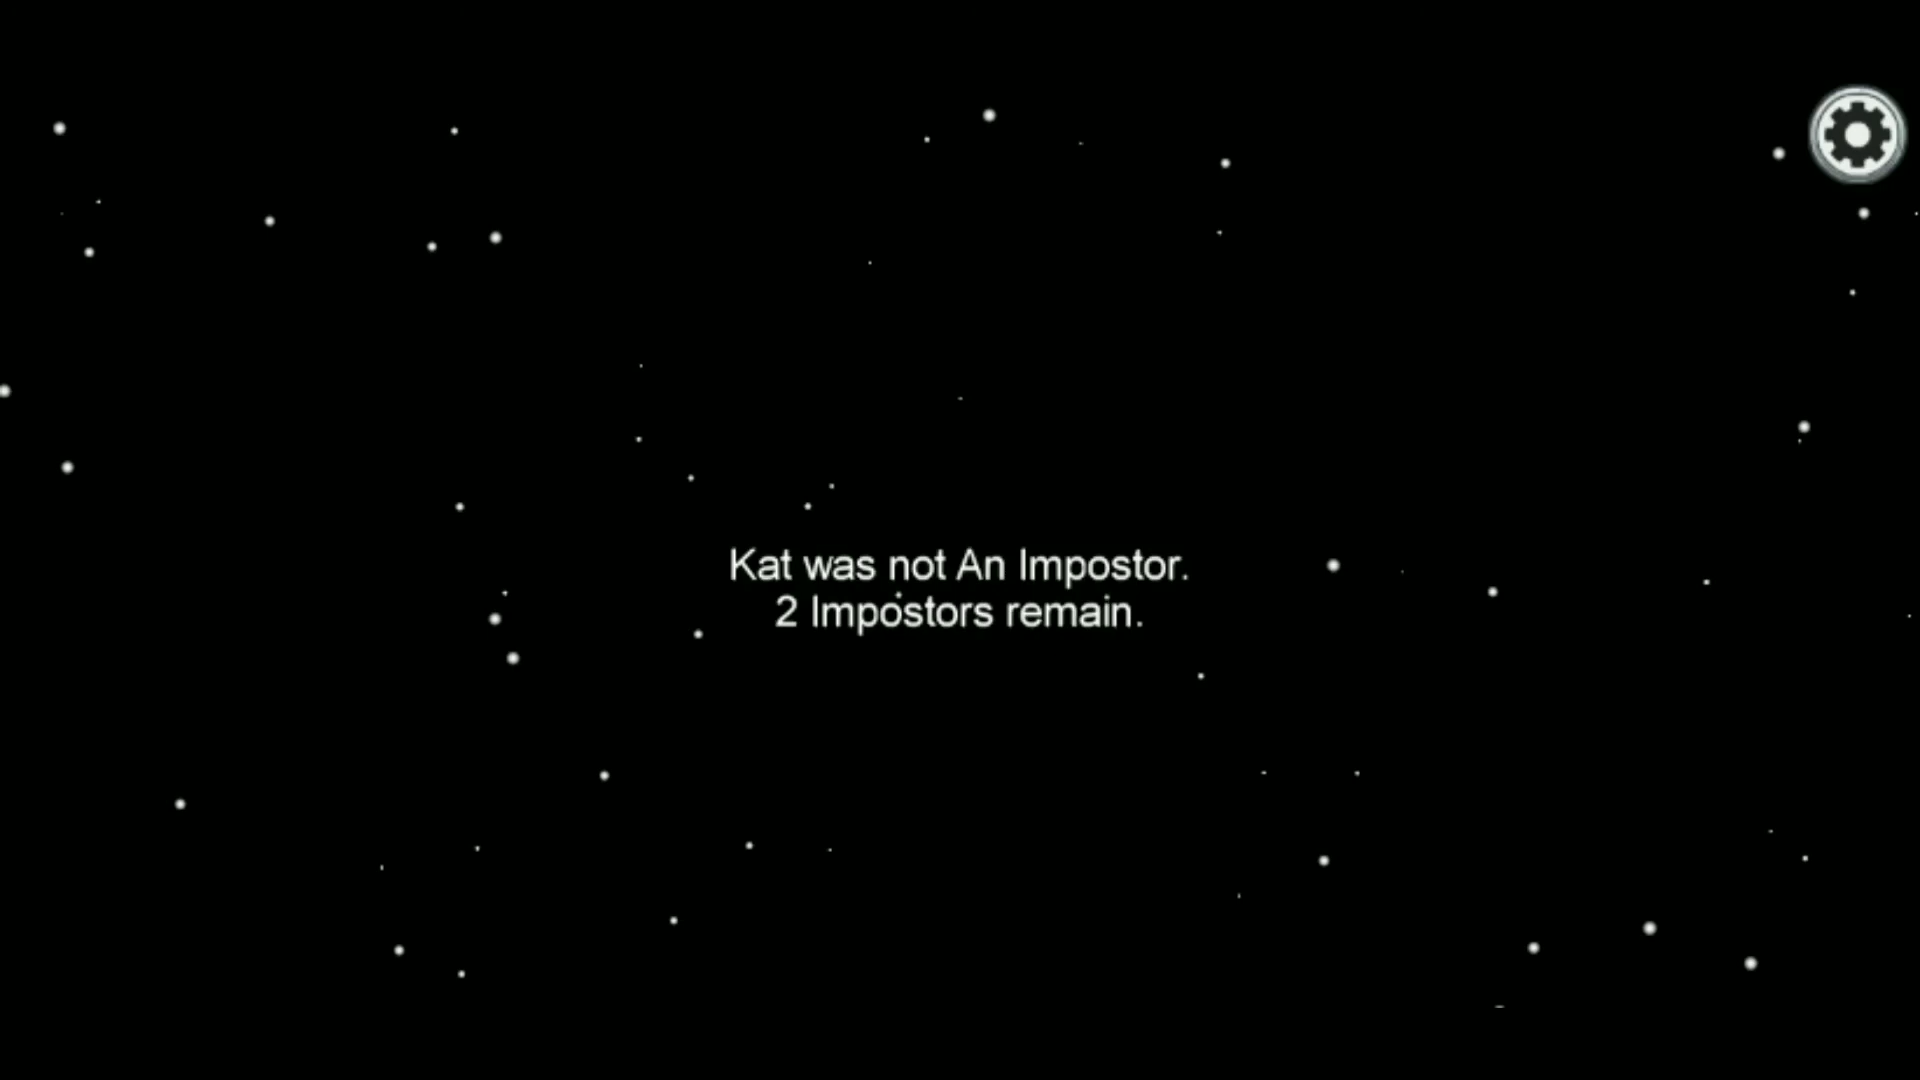 Kat was not An Impostor.
2 Impostors remain.